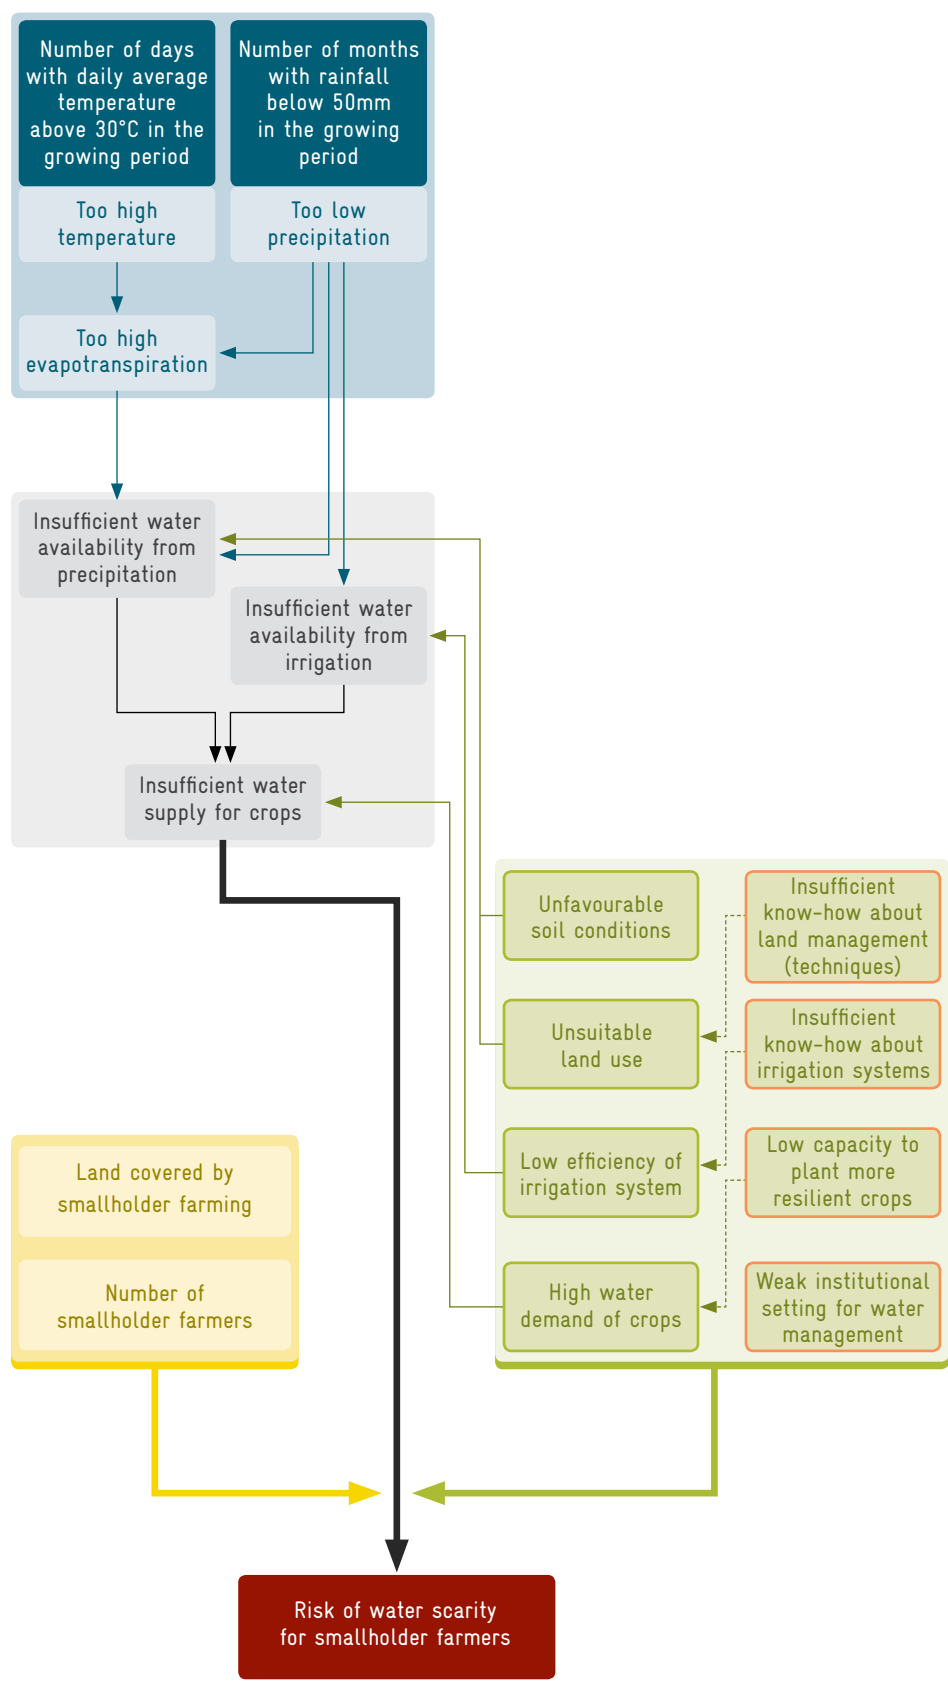 Number of days
with daily average
temperature
above 30°C in the
growing period
Number of months
with rainfall
below 50mm
in the growing
period
Too high
temperature
Too low
precipitation
Too high
evapotranspiration
Insufficient water
availability from
precipitation
Insufficient water
availability from
irrigation
Insufficient water
supply for crops
Unfavourable
soil conditions
Insufficient
know-how about
land management
(techniques)
Unsuitable
land use
Insufficient
know-how about
irrigation systems
Low efficiency of
irrigation system
Low capacity to
plant more
resilient crops
High water
demand of crops
Weak institutional
setting for water
management
Land covered by
smallholder farming
Number of
smallholder farmers
Risk of water scarity
for smallholder farmers